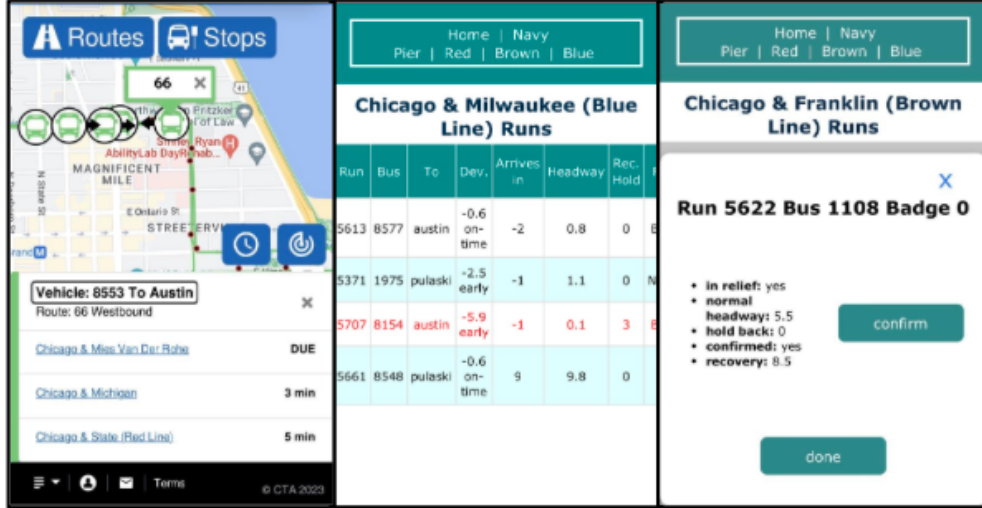 Routes
Stops
66 ×
41
Northw
n Pritzker
of Law
Ryan
AbilityLab
MAGNIFICENT
MILE
N State St
E Ontario St
STREETERVI
Vehicle: 8553 To Austin
×
Route: 66 Westbound
Chicago & Mies Van Der Rohe DUE
Chicago & Michigan 3 min
Chicago & State (Red Line) 5 min
Terms
© CTA 2023
Home | Navy
Pier | Red | Brown | Blue
Chicago & Milwaukee (Blue
Line) Runs
Run Bus To Dev. Arrives in Headway Rec. Hold
5613 8577 austin -0.6 on-time -2 0.8 0
5371 1975 pulaski -2.5 early -1 1.1 0 N
5707 8154 austin -5.9 early -1 0.1 3
5661 8548 pulaski -0.6 on-time 9 9.8 0
Home | Navy
Pier | Red | Brown | Blue
Chicago & Franklin (Brown
Line) Runs
X
Run 5622 Bus 1108 Badge 0
• in relief: yes
• normal
headway: 5.5
• hold back: 0
• confirmed: yes
• recovery: 8.5
confirm
done